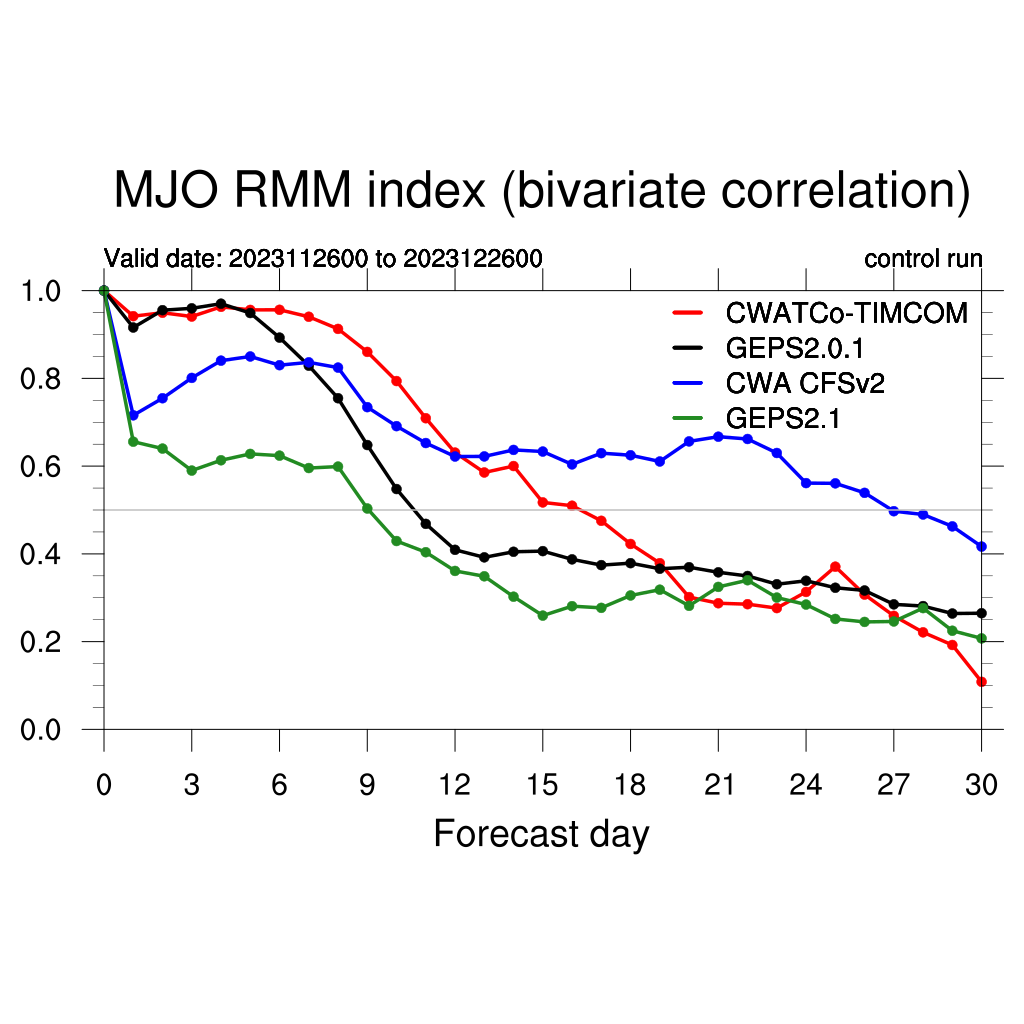 MJO RMM index (bivariate correlation)
Valid date: 2023112600 to 2023122600 control run
1.0
0.8
0.6
0.4
0.2
0.0
CWATCo-TIMCOM
GEPS2.0.1
CWA CFSv2
GEPS2.1
0 3 6 9 12 15 18 21 24 27 30
Forecast day